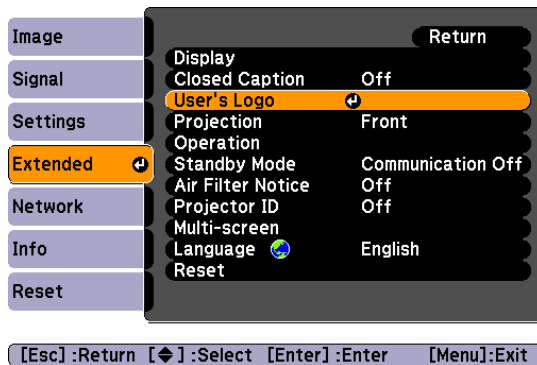 Image
Signal
Settings
Extended
Network
Info
Reset
Return
Display
Closed Caption Off
User's Logo
Projection Front
Operation
Standby Mode Communication Off
Air Filter Notice Off
Projector ID Off
Multi-screen
Language English
Reset
[Esc] :Return [◆] :Select [Enter] :Enter [Menu]:Exit